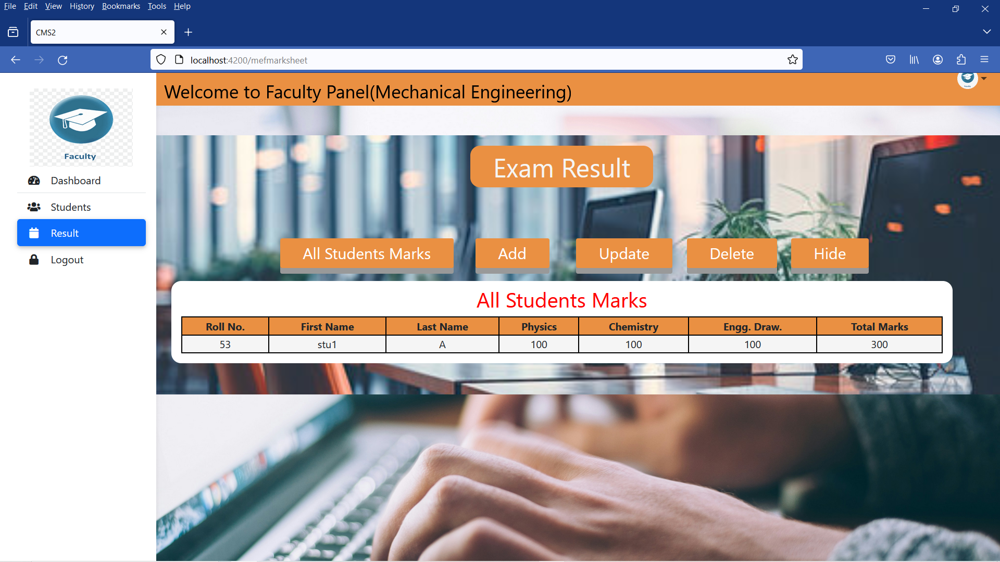 File Edit View History Bookmarks Tools Help
CMS2
localhost:4200/mefmarksheet
Welcome to Faculty Panel(Mechanical Engineering)
Faculty
Dashboard
Students
Result
Logout
Exam Result
All Students Marks Add Update Delete Hide
All Students Marks
Roll No. First Name Last Name Physics Chemistry Engg. Draw. Total Marks
53 stu1 A 100 100 100 300